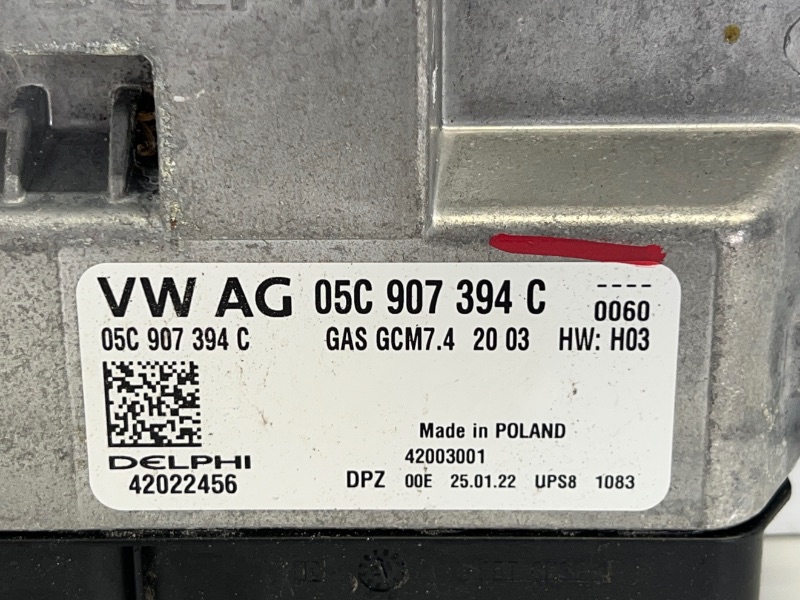 VW AG 05C 907 394 C ----
0060
05C 907 394 C GAS GCM7.4 20 03 HW: H03
Made in POLAND
DELPHI 42003001
42022456 DPZ 00E 25.01.22 UPS8 1083